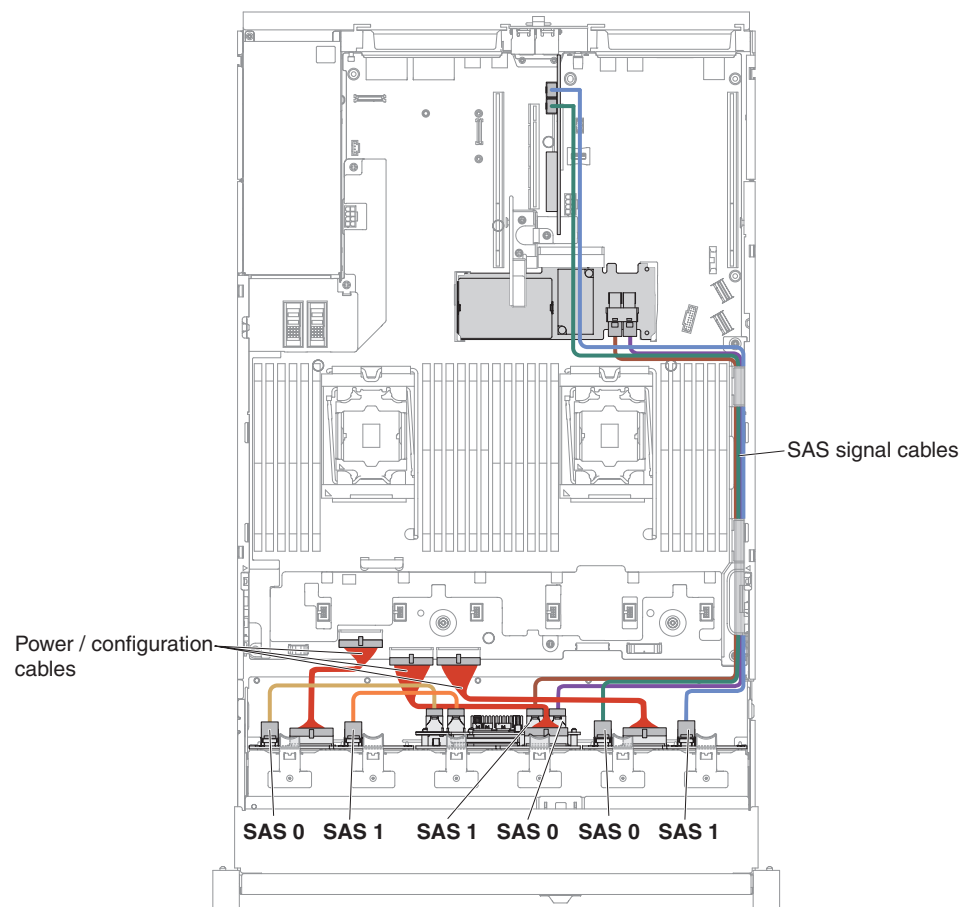 SAS signal cables
Power / configuration
cables
SAS 0
SAS 1
SAS 1
SAS 0
SAS 0
SAS 1